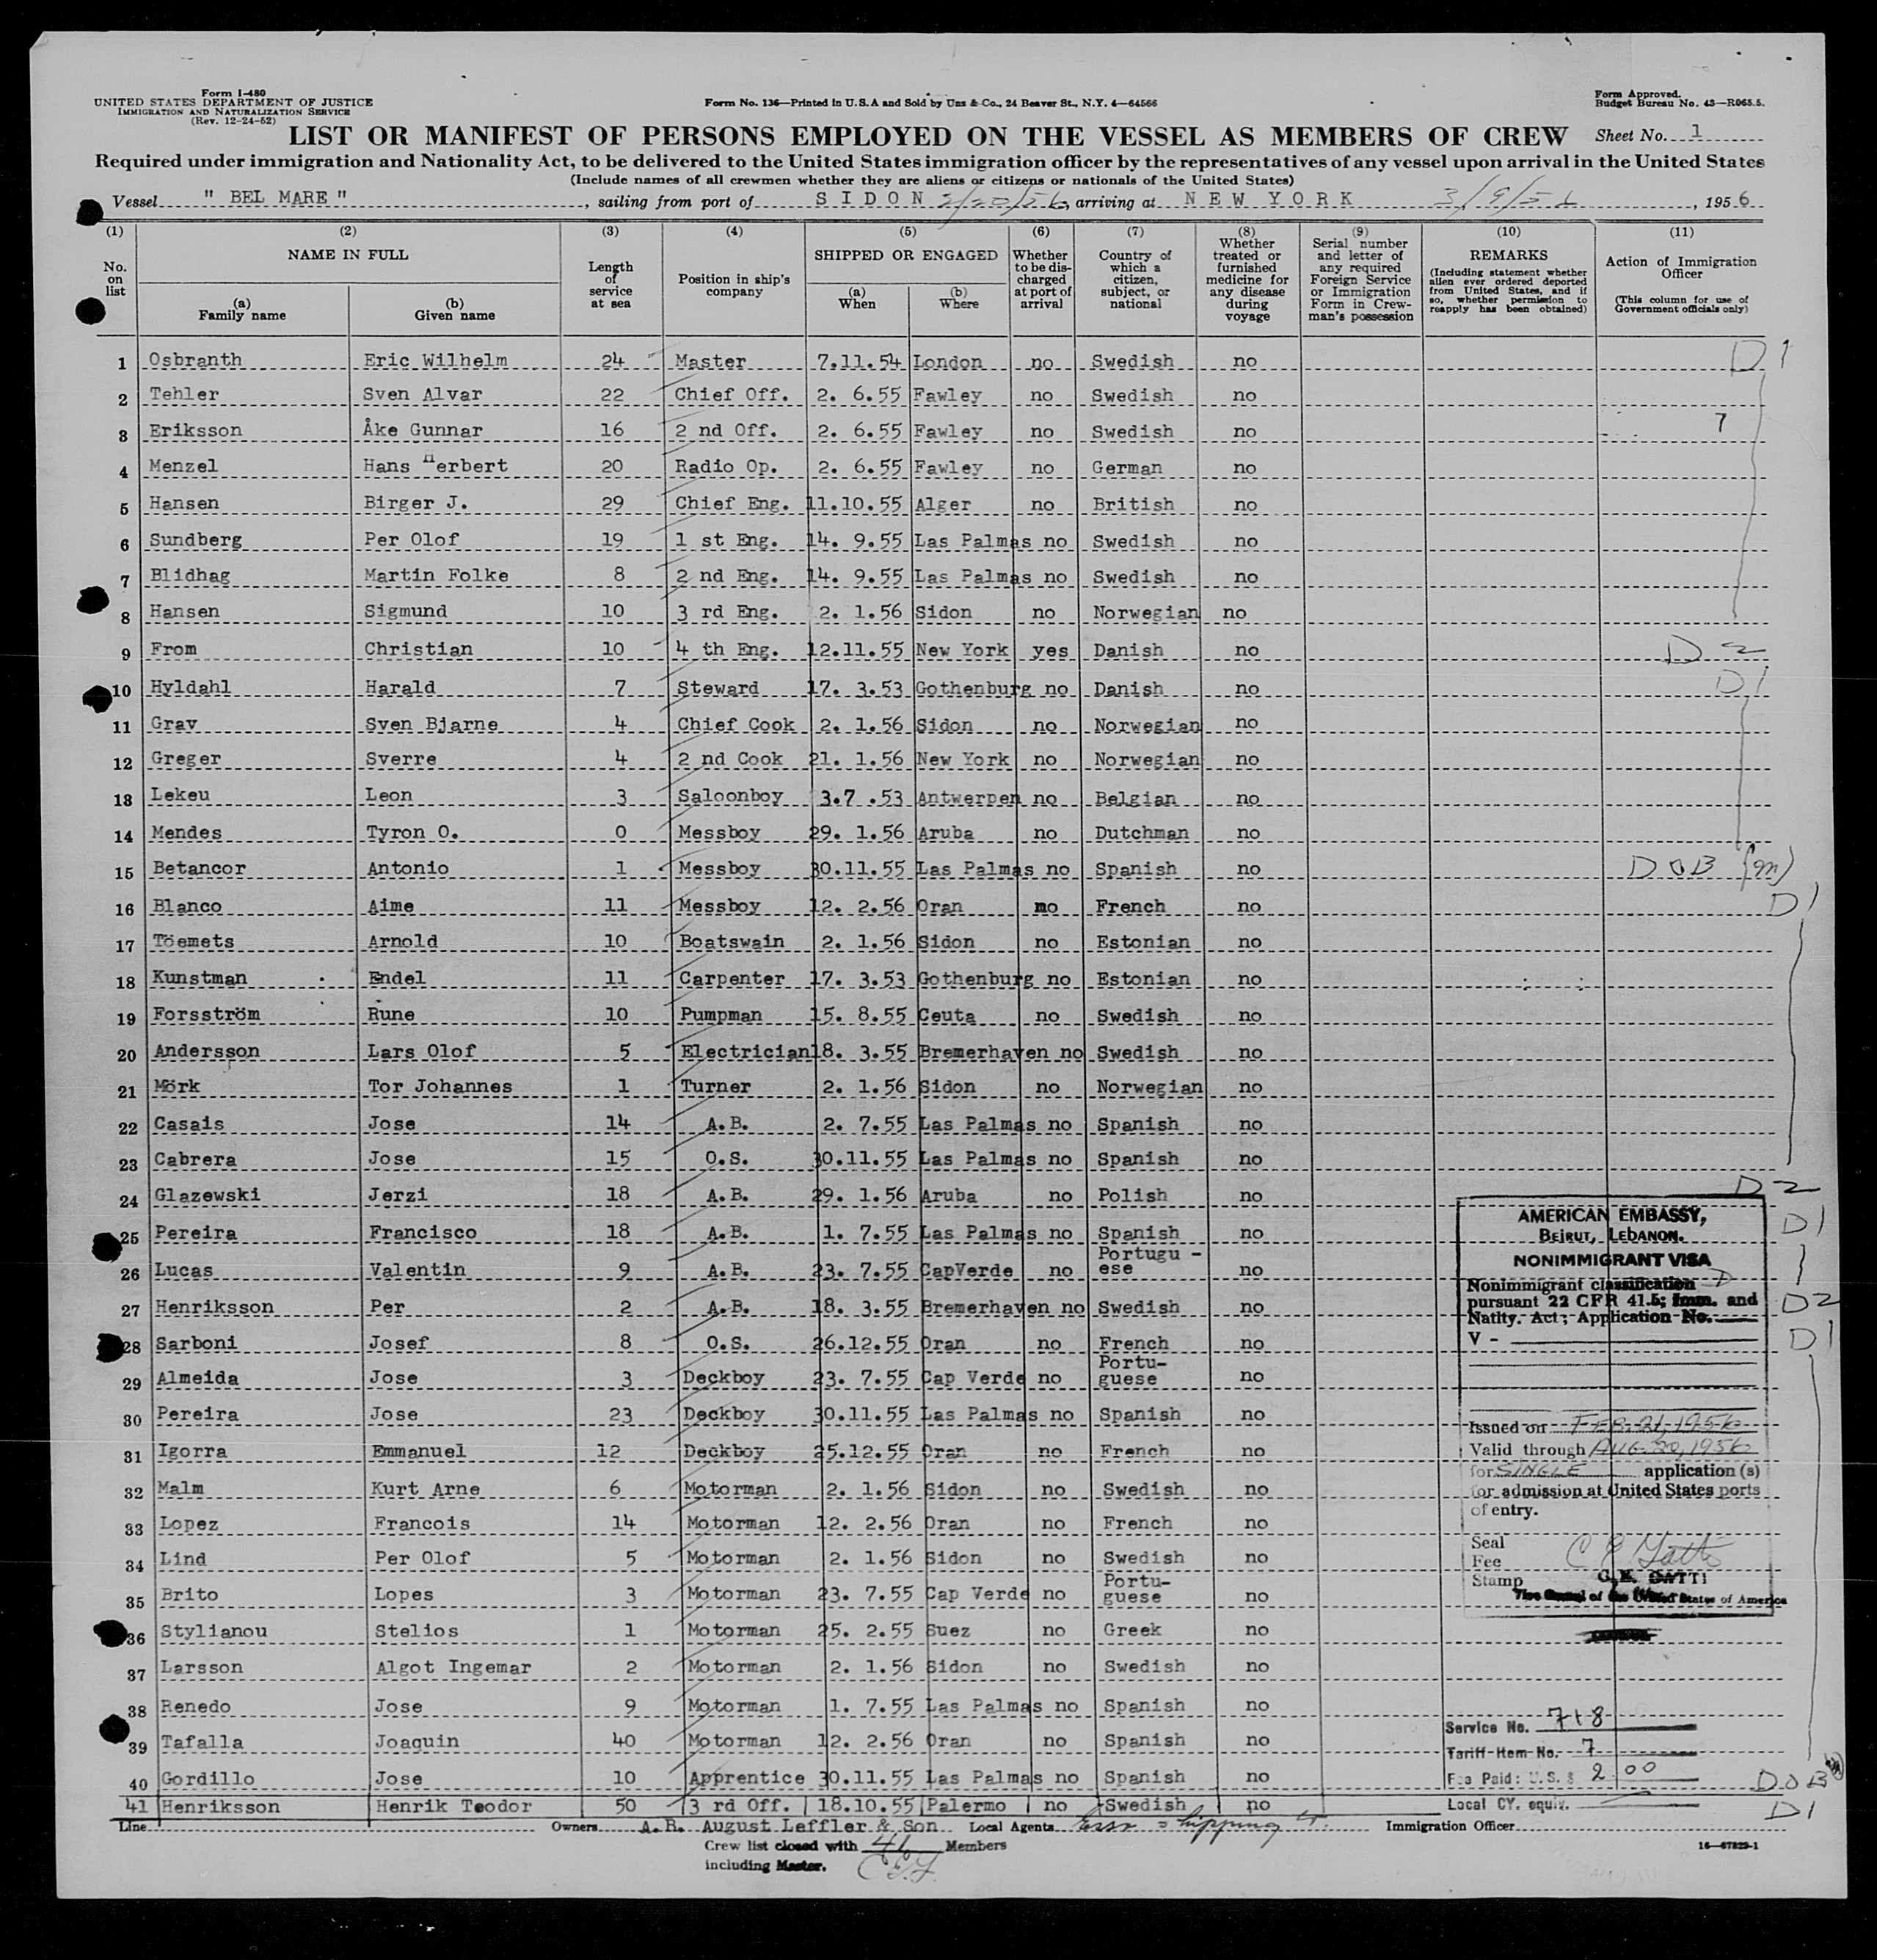 Form I-480
UNITED STATES DEPARTMENT OF JUSTICE
IMMIGRATION AND NATURALIZATION SERVICE
(Rev. 12-24-52)
Form No. 136—Printed in U.S.A and Sold by Unz & Co., 24 Beaver St., N.Y. 4—64566
Form Approved.
Budget Bureau No. 43—R065.5.
LIST OR MANIFEST OF PERSONS EMPLOYED ON THE VESSEL AS MEMBERS OF CREW
Sheet No. 1
Required under immigration and Nationality Act, to be delivered to the United States immigration officer by the representatives of any vessel upon arrival in the United States
(Include names of all crewmen whether they are aliens or citizens or nationals of the United States)
Vessel " BEL MARE ", sailing from port of SIDON 2/20/56, arriving at NEW YORK 3/9/56, 1956
(1) No. on list
(2) NAME IN FULL (a) Family name (b) Given name
(3) Length of service at sea
(4) Position in ship's company
(5) SHIPPED OR ENGAGED (a) When (b) Where
(6) Whether to be discharged at port of arrival
(7) Country of which a citizen, subject, or national
(8) Whether treated or furnished medicine for any disease during voyage
(9) Serial number and letter of any required Foreign Service or Immigration Form in Crewman's possession
(10) REMARKS (Including statement whether alien ever ordered deported from United States, and if so, whether permission to reapply has been obtained)
(11) Action of Immigration Officer (This column for use of Government officials only)
1 Osbranth Eric Wilhelm 24 Master 7.11.54 London no Swedish no D 1
2 Tehler Sven Alvar 22 Chief Off. 2. 6.55 Fawley no Swedish no
3 Eriksson Åke Gunnar 16 2 nd Off. 2. 6.55 Fawley no Swedish no 7
4 Menzel Hans Herbert 20 Radio Op. 2. 6.55 Fawley no German no
5 Hansen Birger J. 29 Chief Eng. 11.10.55 Alger no British no
6 Sundberg Per Olof 19 1 st Eng. 14. 9.55 Las Palmas no Swedish no
7 Blidhag Martin Folke 8 2 nd Eng. 14. 9.55 Las Palmas no Swedish no
8 Hansen Sigmund 10 3 rd Eng. 2. 1.56 Sidon no Norwegian no
9 From Christian 10 4 th Eng. 12.11.55 New York yes Danish no D 2
10 Hyldahl Harald 7 Steward 17. 3.53 Gothenburg no Danish no D1
11 Grav Sven Bjarne 4 Chief Cook 2. 1.56 Sidon no Norwegian no
12 Greger Sverre 4 2 nd Cook 21. 1.56 New York no Norwegian no
13 Lekeu Leon 3 Saloonboy 3.7 .53 Antwerpen no Belgian no
14 Mendes Tyron O. 0 Messboy 29. 1.56 Aruba no Dutchman no
15 Betancor Antonio 1 Messboy 30.11.55 Las Palmas no Spanish no D O B (m)
16 Blanco Aime 11 Messboy 12. 2.56 Oran no French no D1
17 Töemets Arnold 10 Boatswain 2. 1.56 Sidon no Estonian no
18 Kunstman Endel 11 Carpenter 17. 3.53 Gothenburg no Estonian no
19 Forsström Rune 10 Pumpman 15. 8.55 Ceuta no Swedish no
20 Andersson Lars Olof 5 Electrician 18. 3.55 Bremerhaven no Swedish no
21 Mörk Tor Johannes 1 Turner 2. 1.56 Sidon no Norwegian no
22 Casais Jose 14 A.B. 2. 7.55 Las Palmas no Spanish no
23 Cabrera Jose 15 O.S. 30.11.55 Las Palmas no Spanish no
24 Glazewski Jerzi 18 A.B. 29. 1.56 Aruba no Polish no D2
25 Pereira Francisco 18 A.B. 1. 7.55 Las Palmas no Spanish no D1
26 Lucas Valentin 9 A.B. 23. 7.55 CapVerde no Portugu - ese no
27 Henriksson Per 2 A.B. 18. 3.55 Bremerhaven no Swedish no D2
28 Sarboni Josef 8 O.S. 26.12.55 Oran no French no D1
29 Almeida Jose 3 Deckboy 23. 7.55 Cap Verde no Portu- guese no
30 Pereira Jose 23 Deckboy 30.11.55 Las Palmas no Spanish no
31 Igorra Emmanuel 12 Deckboy 25.12.55 Oran no French no
32 Malm Kurt Arne 6 Motorman 2. 1.56 Sidon no Swedish no
33 Lopez Francois 14 Motorman 12. 2.56 Oran no French no
34 Lind Per Olof 5 Motorman 2. 1.56 Sidon no Swedish no
35 Brito Lopes 3 Motorman 23. 7.55 Cap Verde no Portu- guese no
36 Stylianou Stelios 1 Motorman 25. 2.55 Suez no Greek no
37 Larsson Algot Ingemar 2 Motorman 2. 1.56 Sidon no Swedish no
38 Renedo Jose 9 Motorman 1. 7.55 Las Palmas no Spanish no
39 Tafalla Joaquin 40 Motorman 12. 2.56 Oran no Spanish no
40 Gordillo Jose 10 Apprentice 30.11.55 Las Palmas no Spanish no D O B
41 Henriksson Henrik Teodor 50 3 rd Off. 18.10.55 Palermo no Swedish no D1
AMERICAN EMBASSY,
BEIRUT, LEBANON.
NONIMMIGRANT VISA
Nonimmigrant classification D
pursuant 22 CFR 41.5; Imm. and
Natlty. Act; Application No.
V -
Issued on FEB. 21, 1956
Valid through AUG. 20, 1956
for SINGLE application (s)
for admission at United States ports
of entry.
Seal
Fee
Stamp
G.E. GATTI
Vice Consul of the United States of America
Service No. 718
Tariff Item No. 7
Fee Paid: U.S. $ 2 00
Local CY. equiv.
Line
Owners A.B. August Leffler & Son
Local Agents
Immigration Officer
Crew list closed with 41 Members
including Master.
16—67829-1